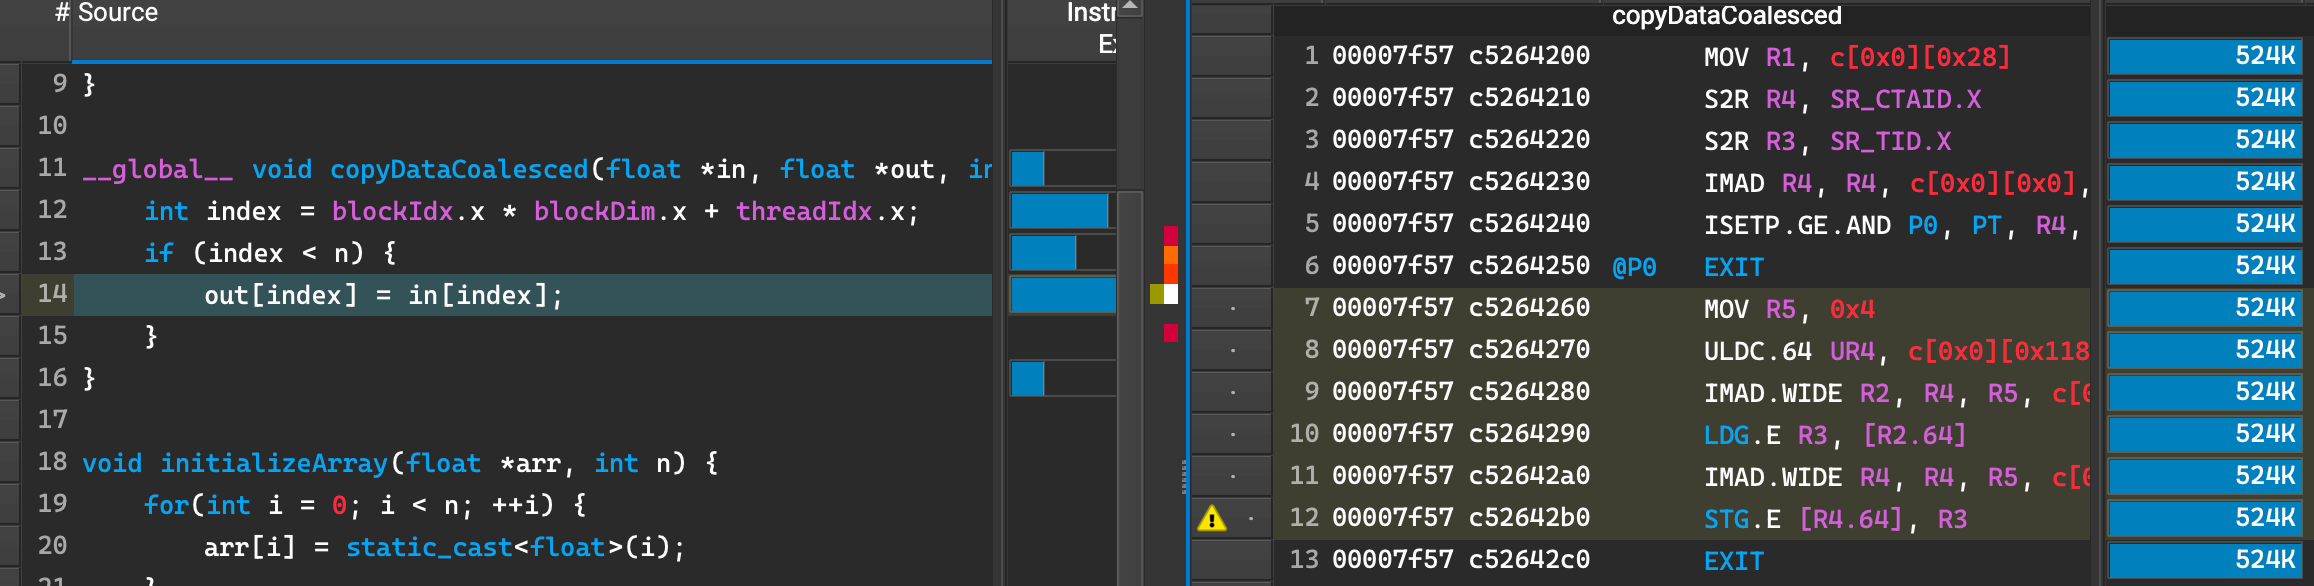 # Source
Instr
Ex
9 }
10
11 __global__ void copyDataCoalesced(float *in, float *out, in
12 int index = blockIdx.x * blockDim.x + threadIdx.x;
13 if (index < n) {
14 out[index] = in[index];
15 }
16 }
17
18 void initializeArray(float *arr, int n) {
19 for(int i = 0; i < n; ++i) {
20 arr[i] = static_cast<float>(i);
21 }
copyDataCoalesced
1 00007f57 c5264200 MOV R1, c[0x0][0x28] 524K
2 00007f57 c5264210 S2R R4, SR_CTAID.X 524K
3 00007f57 c5264220 S2R R3, SR_TID.X 524K
4 00007f57 c5264230 IMAD R4, R4, c[0x0][0x0], 524K
5 00007f57 c5264240 ISETP.GE.AND P0, PT, R4, 524K
6 00007f57 c5264250 @P0 EXIT 524K
7 00007f57 c5264260 MOV R5, 0x4 524K
8 00007f57 c5264270 ULDC.64 UR4, c[0x0][0x118 524K
9 00007f57 c5264280 IMAD.WIDE R2, R4, R5, c[0 524K
10 00007f57 c5264290 LDG.E R3, [R2.64] 524K
11 00007f57 c52642a0 IMAD.WIDE R4, R4, R5, c[0 524K
12 00007f57 c52642b0 STG.E [R4.64], R3 524K
13 00007f57 c52642c0 EXIT 524K